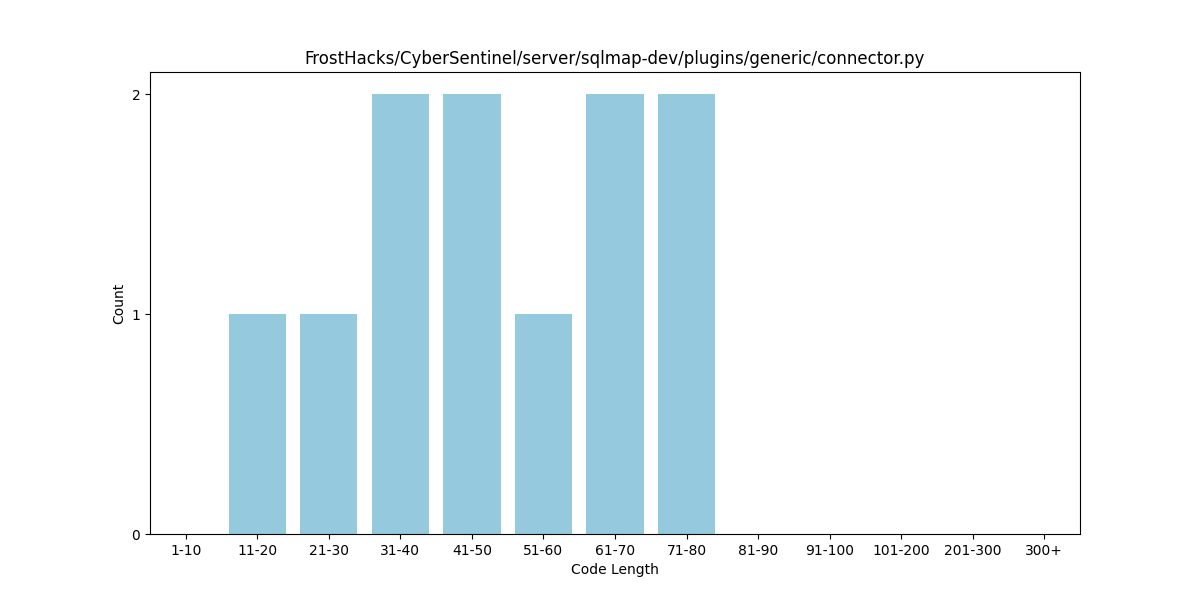 FrostHacks/CyberSentinel/server/sqlmap-dev/plugins/generic/connector.py
2
1
0
Count
1-10 11-20 21-30 31-40 41-50 51-60 61-70 71-80 81-90 91-100 101-200 201-300 300+
Code Length